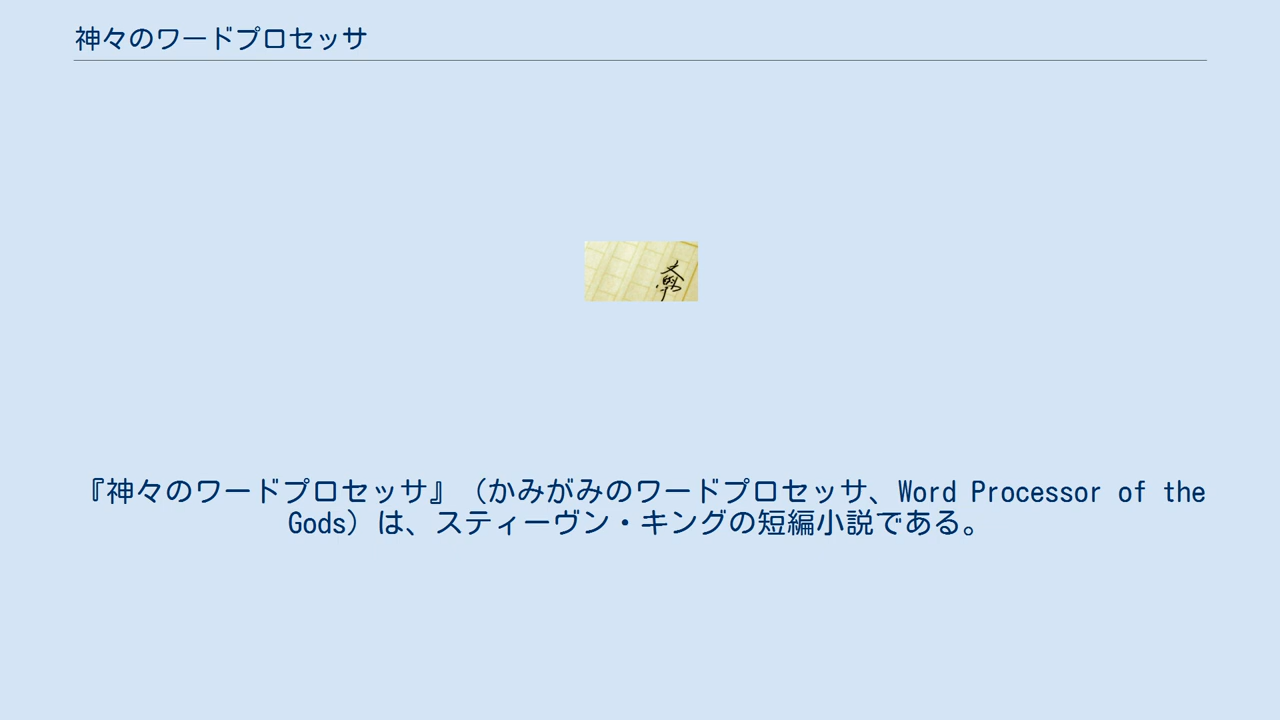 神々のワードプロセッサ
『神々のワードプロセッサ』（かみがみのワードプロセッサ、Word Processor of the
Gods）は、スティーヴン・キングの短編小説である。